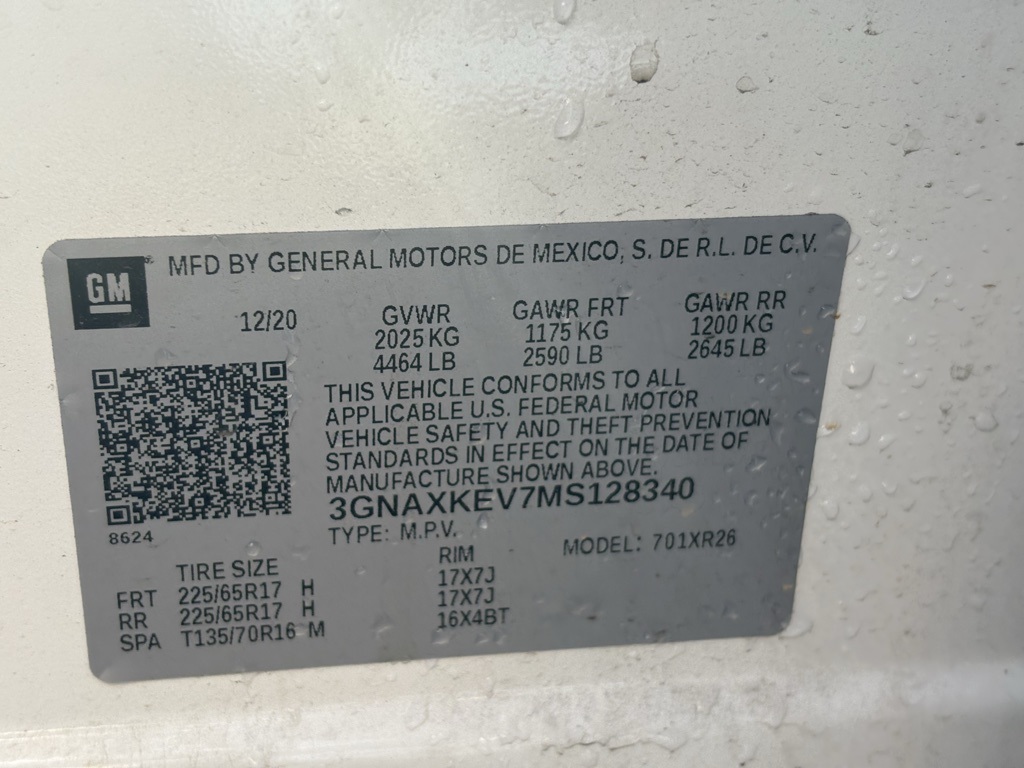 GM
MFD BY GENERAL MOTORS DE MEXICO, S. DE R.L. DE C.V.
12/20
GVWR GAWR FRT GAWR RR
2025 KG 1175 KG 1200 KG
4464 LB 2590 LB 2645 LB
THIS VEHICLE CONFORMS TO ALL
APPLICABLE U.S. FEDERAL MOTOR
VEHICLE SAFETY AND THEFT PREVENTION
STANDARDS IN EFFECT ON THE DATE OF
MANUFACTURE SHOWN ABOVE.
3GNAXKEV7MS128340
8624
TYPE: M.P.V. MODEL: 701XR26
TIRE SIZE RIM
FRT 225/65R17 H 17X7J
RR 225/65R17 H 17X7J
SPA T135/70R16 M 16X4BT